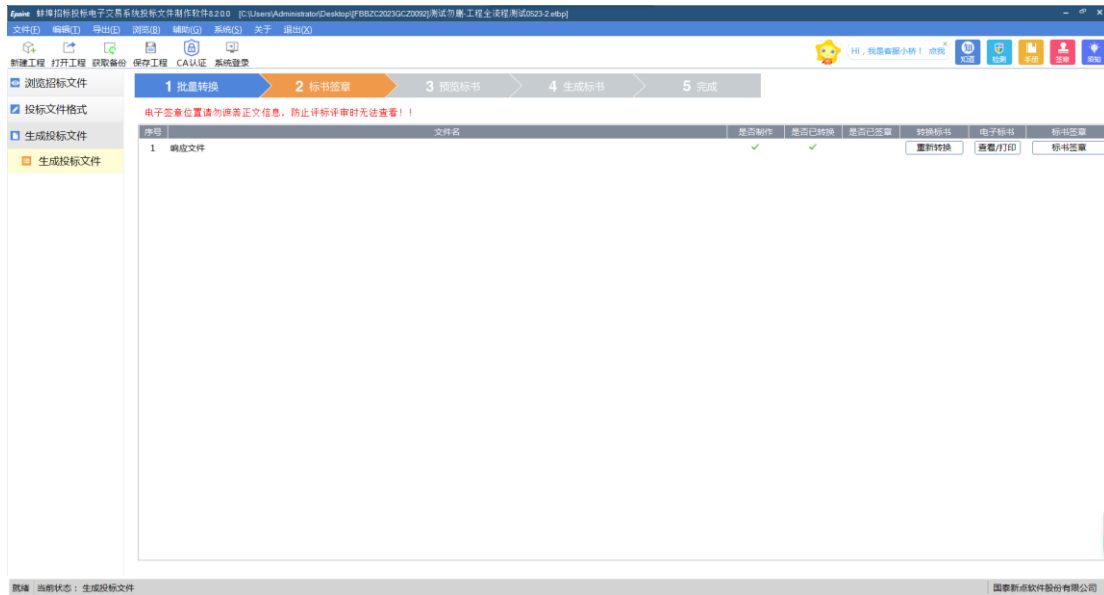 Epoint 蚌埠招标投标电子交易系统投标文件制作软件8.2.0.0 [C:\Users\Administrator\Desktop\[FBBZC2023GCZ0092]测试勿删-工程全流程测试0523-2.etbp]
文件(F) 编辑(T) 导出(E) 浏览(B) 辅助(G) 系统(S) 关于 退出(X)
新建工程 打开工程 获取备份 保存工程 CA认证 系统登录
Hi，我是客服小桥！ 点我
知道 检测 手册 签章 须知
浏览招标文件
投标文件格式
生成投标文件
生成投标文件
1 批量转换 2 标书签章 3 预览标书 4 生成标书 5 完成
电子签章位置请勿遮盖正文信息，防止评标评审时无法查看！！
序号 文件名 是否制作 是否已转换 是否已签章 转换标书 电子标书 标书签章
1 响应文件 重新转换 查看/打印 标书签章
就绪 当前状态：生成投标文件 国泰新点软件股份有限公司